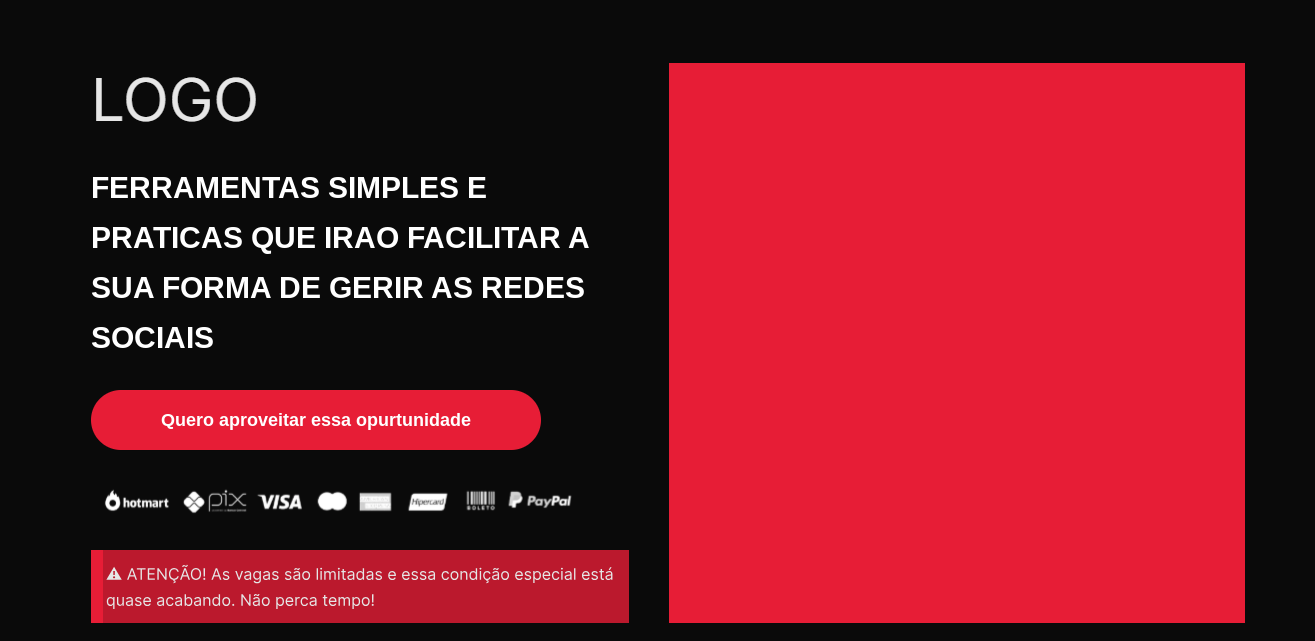 LOGO
FERRAMENTAS SIMPLES E
PRATICAS QUE IRAO FACILITAR A
SUA FORMA DE GERIR AS REDES
SOCIAIS
Quero aproveitar essa opurtunidade
hotmart pix VISA Hipercard BOLETO PayPal
⚠ ATENÇÃO! As vagas são limitadas e essa condição especial está
quase acabando. Não perca tempo!